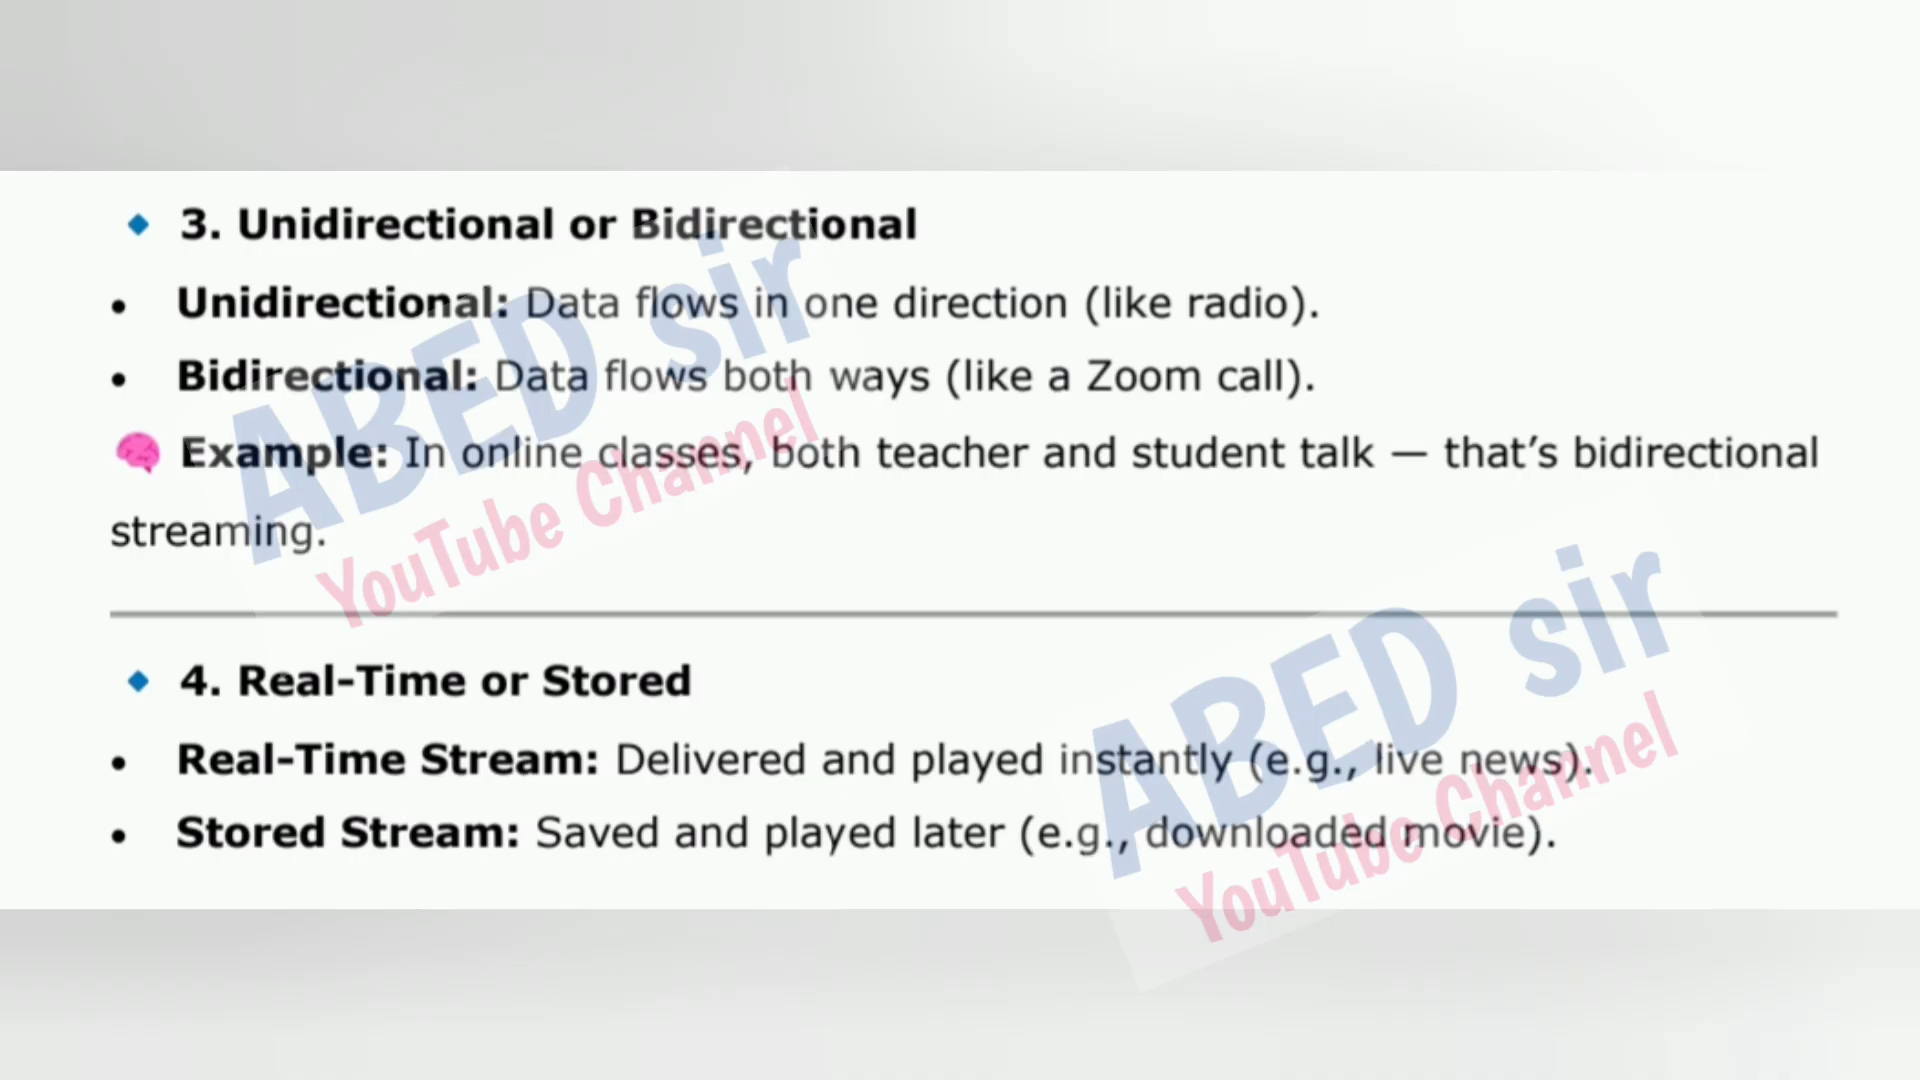 🔹 3. Unidirectional or Bidirectional
• Unidirectional: Data flows in one direction (like radio).
• Bidirectional: Data flows both ways (like a Zoom call).
🧠 Example: In online classes, both teacher and student talk — that’s bidirectional
streaming.
ABED sir
YouTube Channel
🔹 4. Real-Time or Stored
• Real-Time Stream: Delivered and played instantly (e.g., live news).
• Stored Stream: Saved and played later (e.g., downloaded movie).
ABED sir
YouTube Channel